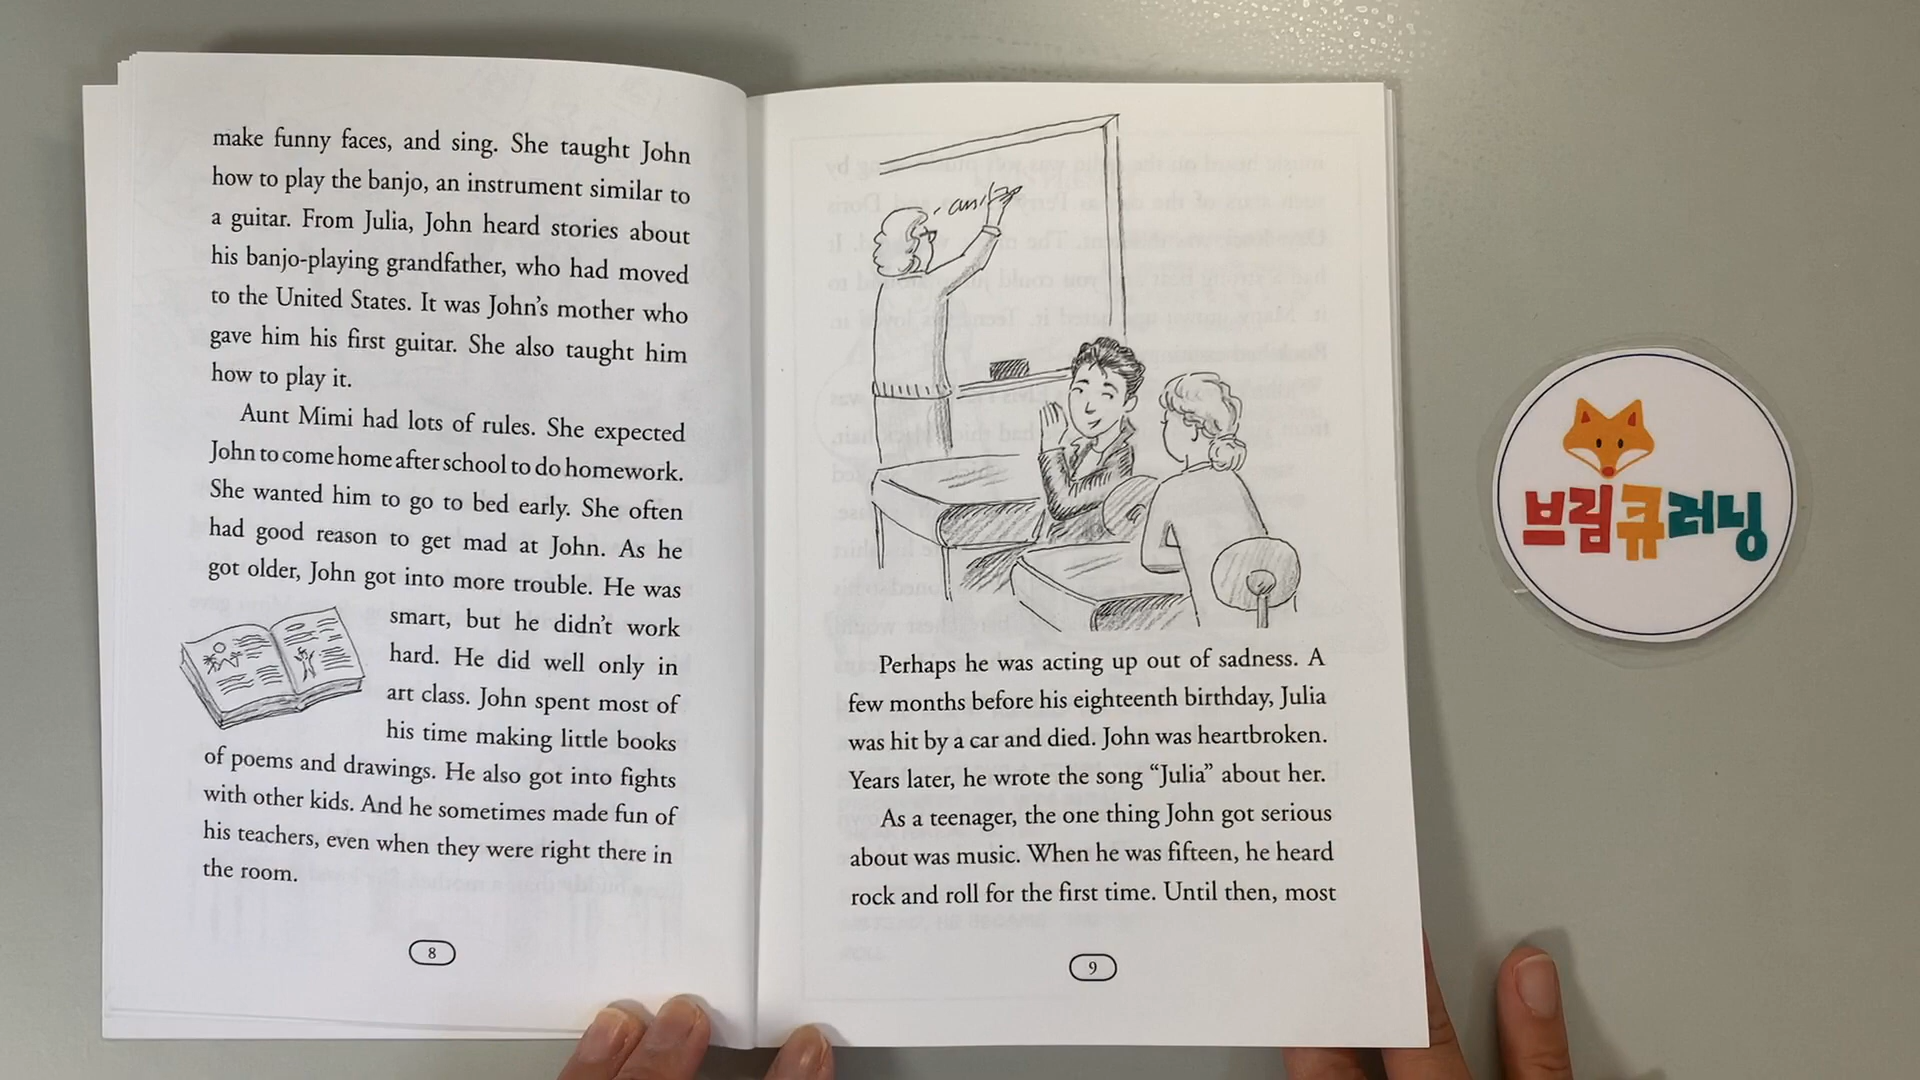 make funny faces, and sing. She taught John
how to play the banjo, an instrument similar to
a guitar. From Julia, John heard stories about
his banjo-playing grandfather, who had moved
to the United States. It was John's mother who
gave him his first guitar. She also taught him
how to play it.
Aunt Mimi had lots of rules. She expected
John to come home after school to do homework.
She wanted him to go to bed early. She often
had good reason to get mad at John. As he
got older, John got into more trouble. He was
smart, but he didn't work
hard. He did well only in
art class. John spent most of
his time making little books
of poems and drawings. He also got into fights
with other kids. And he sometimes made fun of
his teachers, even when they were right there in
the room.
8
Perhaps he was acting up out of sadness. A
few months before his eighteenth birthday, Julia
was hit by a car and died. John was heartbroken.
Years later, he wrote the song “Julia” about her.
As a teenager, the one thing John got serious
about was music. When he was fifteen, he heard
rock and roll for the first time. Until then, most
9
브림큐러닝